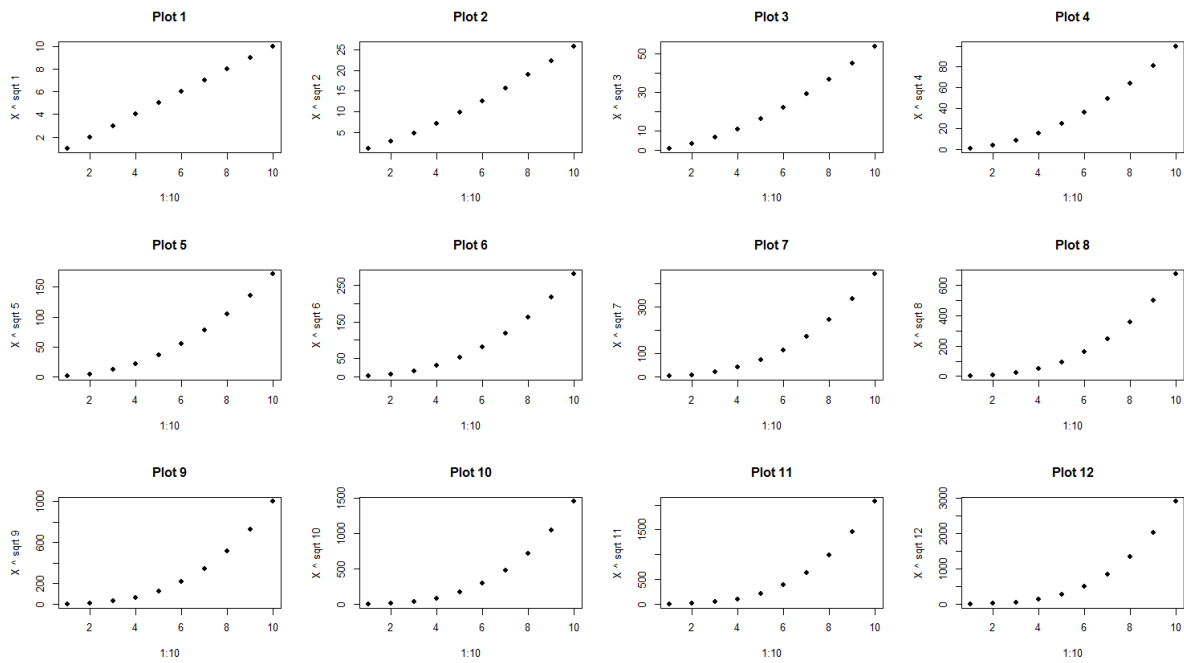 Plot 1
X ^ sqrt 1
2 4 6 8 10
2 4 6 8 10
1:10
Plot 2
X ^ sqrt 2
5 10 15 20 25
2 4 6 8 10
1:10
Plot 3
X ^ sqrt 3
0 10 30 50
2 4 6 8 10
1:10
Plot 4
X ^ sqrt 4
0 20 40 60 80
2 4 6 8 10
1:10
Plot 5
X ^ sqrt 5
0 50 100 150
2 4 6 8 10
1:10
Plot 6
X ^ sqrt 6
0 50 150 250
2 4 6 8 10
1:10
Plot 7
X ^ sqrt 7
0 100 300
2 4 6 8 10
1:10
Plot 8
X ^ sqrt 8
0 200 400 600
2 4 6 8 10
1:10
Plot 9
X ^ sqrt 9
0 200 600 1000
2 4 6 8 10
1:10
Plot 10
X ^ sqrt 10
0 500 1000 1500
2 4 6 8 10
1:10
Plot 11
X ^ sqrt 11
0 500 1500
2 4 6 8 10
1:10
Plot 12
X ^ sqrt 12
0 1000 2000 3000
2 4 6 8 10
1:10